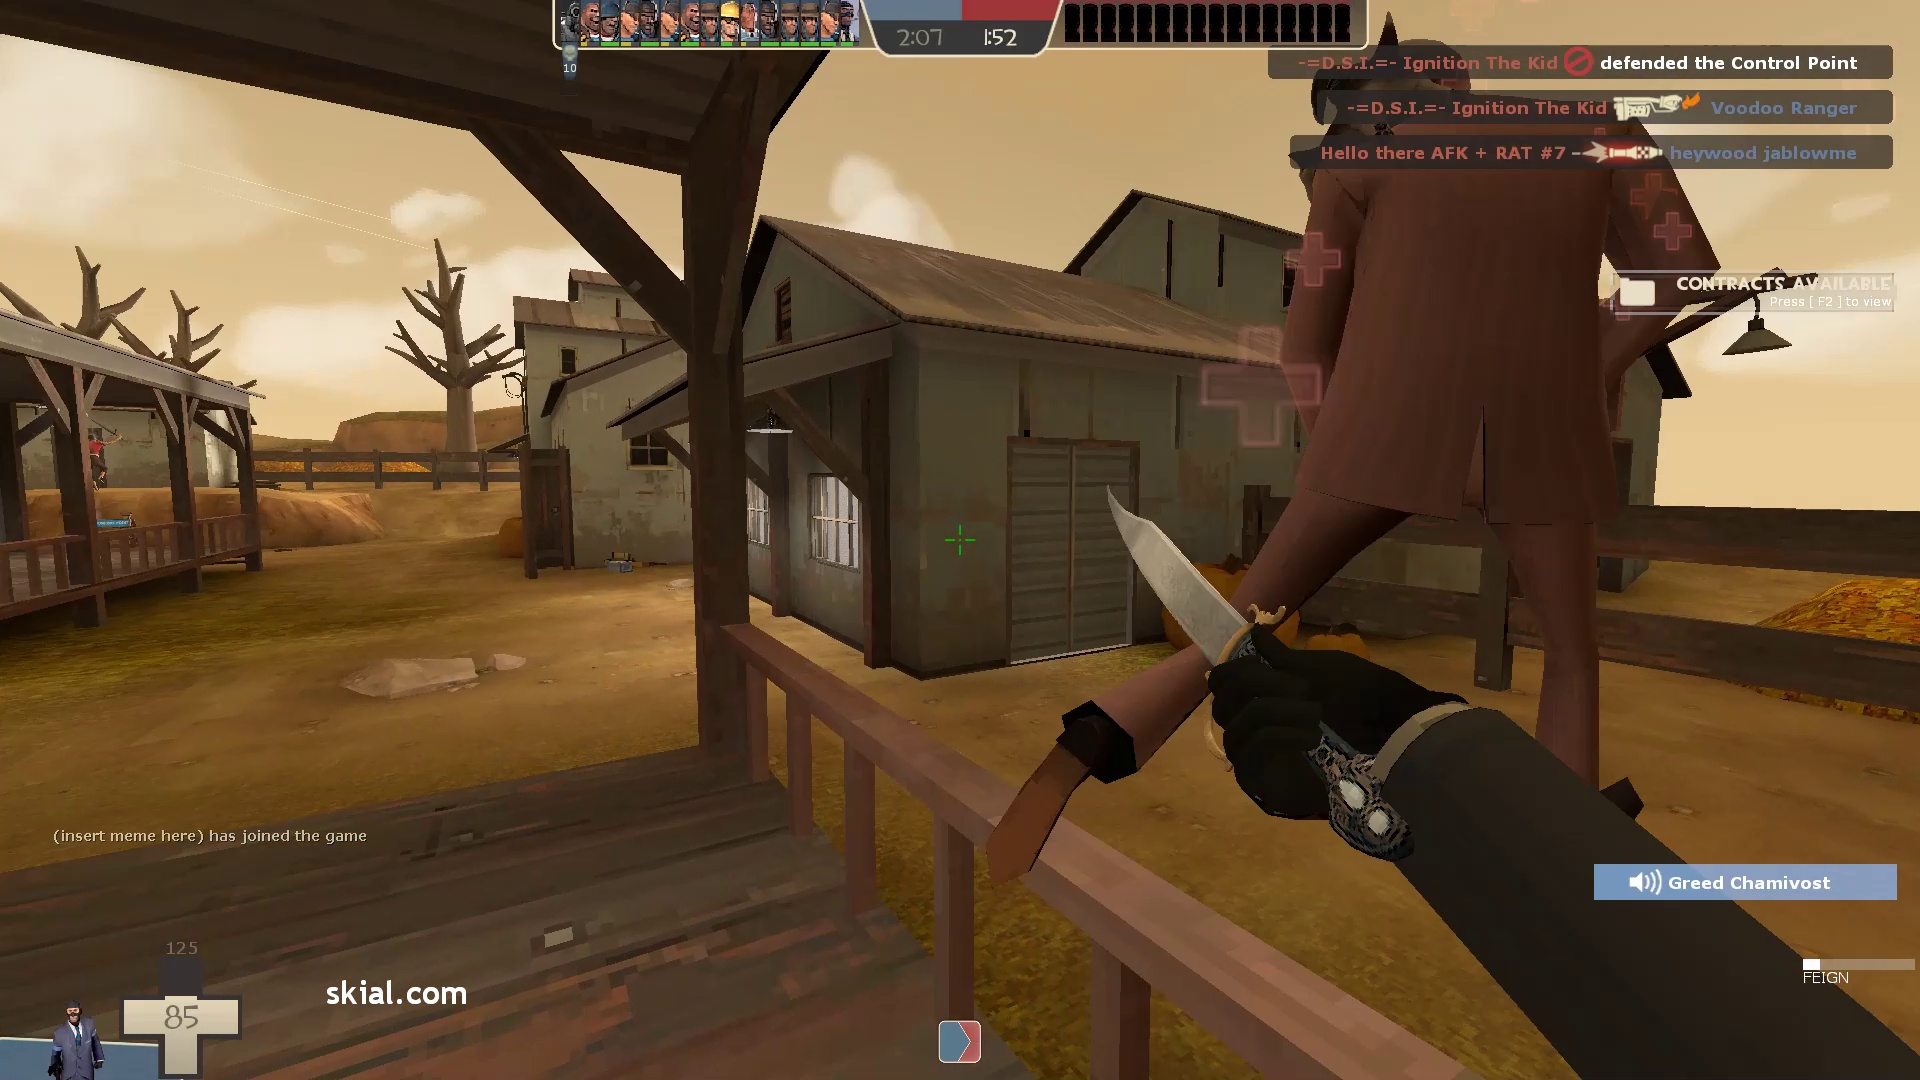 2:07
1:52
10
-=D.S.I.=- Ignition The Kid defended the Control Point
-=D.S.I.=- Ignition The Kid Voodoo Ranger
Hello there AFK + RAT #7 heywood jablowme
CONTRACTS AVAILABLE
Press [ F2 ] to view
(insert meme here) has joined the game
Greed Chamivost
125
85
skial.com
FEIGN